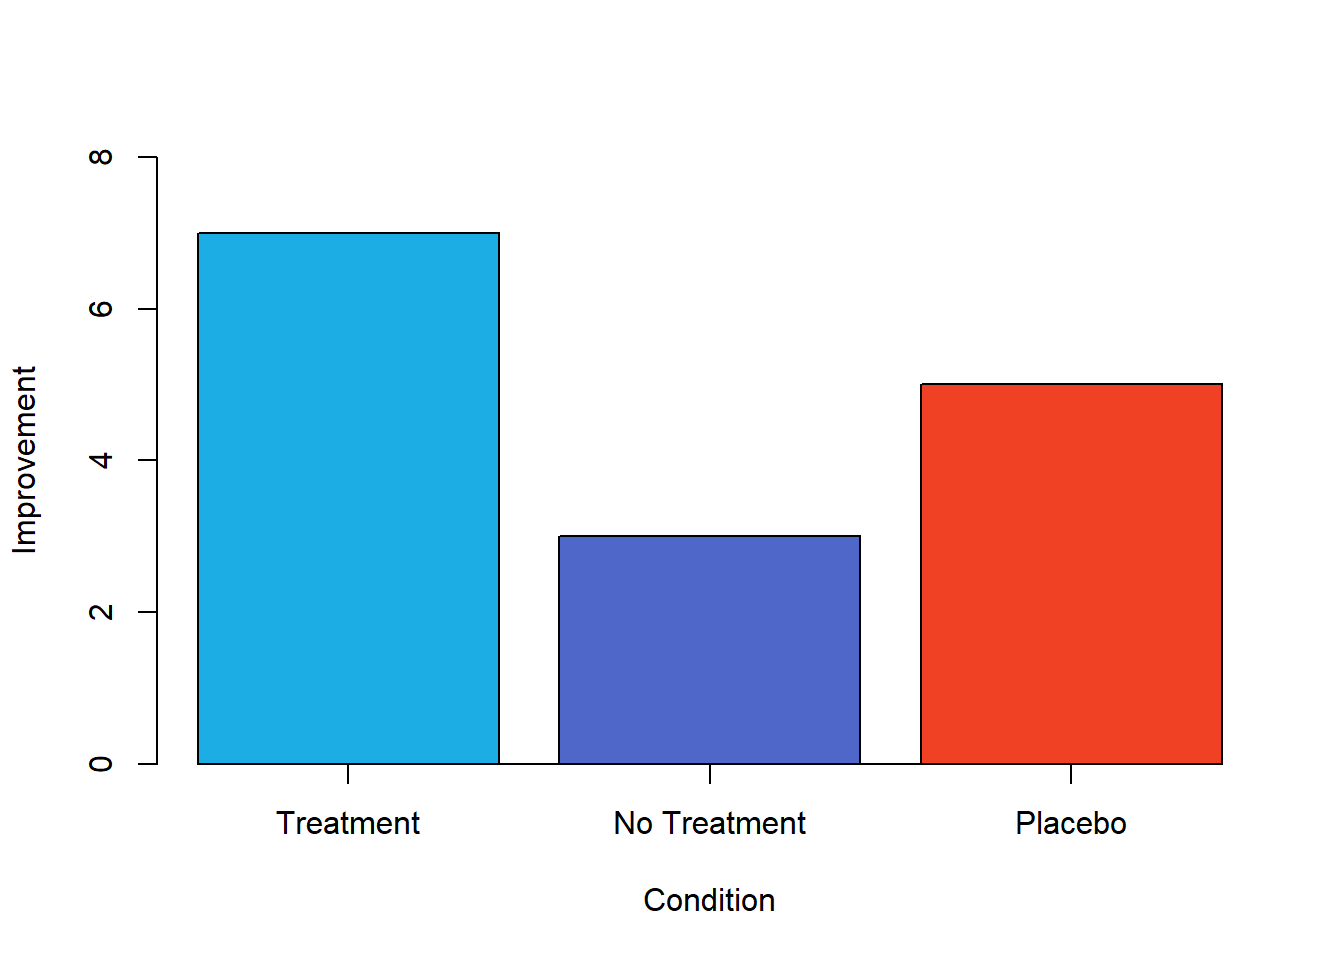 8
6
4
2
0
Improvement
Treatment
No Treatment
Placebo
Condition